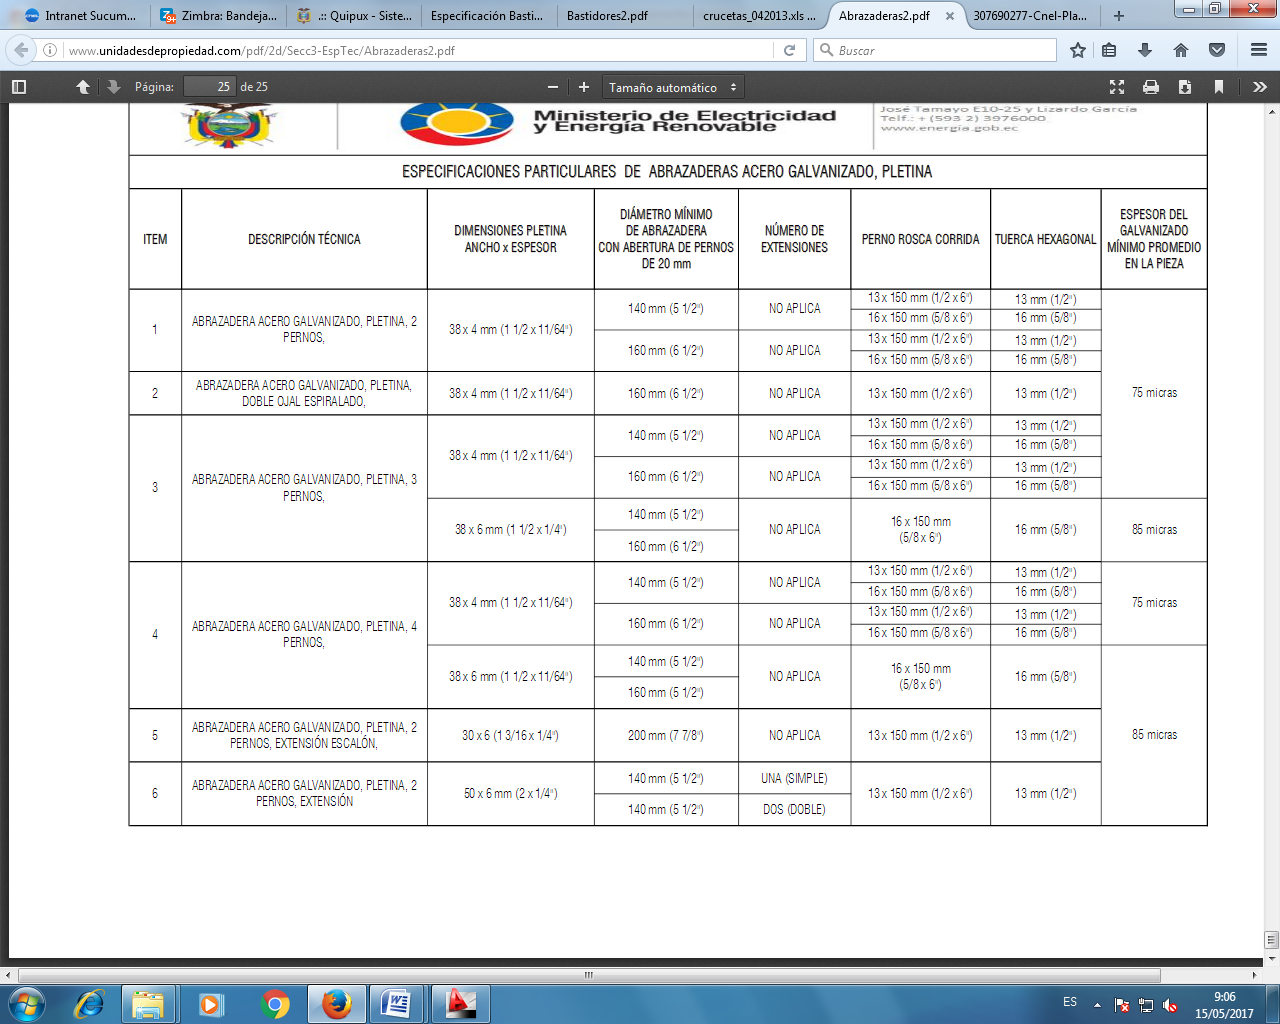 Intranet Sucum...
Zimbra: Bandeja...
.:: Quipux - Siste...
Especificación Basti...
Bastidores2.pdf
crucetas_042013.xls ...
Abrazaderas2.pdf
307690277-Cnel-Pla...
www.unidadesdepropiedad.com/pdf/2d/Secc3-EspTec/Abrazaderas2.pdf
Buscar
Página: 25 de 25
Tamaño automático
Ministerio de Electricidad
y Energía Renovable
José Tamayo E10-25 y Lizardo García
Telf.: + (593 2) 3976000
www.energia.gob.ec
ESPECIFICACIONES PARTICULARES DE ABRAZADERAS ACERO GALVANIZADO, PLETINA
ITEM
DESCRIPCIÓN TÉCNICA
DIMENSIONES PLETINA
ANCHO x ESPESOR
DIÁMETRO MÍNIMO
DE ABRAZADERA
CON ABERTURA DE PERNOS
DE 20 mm
NÚMERO DE
EXTENSIONES
PERNO ROSCA CORRIDA
TUERCA HEXAGONAL
ESPESOR DEL
GALVANIZADO
MÍNIMO PROMEDIO
EN LA PIEZA
1
ABRAZADERA ACERO GALVANIZADO, PLETINA, 2
PERNOS,
38 x 4 mm (1 1/2 x 11/64")
140 mm (5 1/2")
NO APLICA
13 x 150 mm (1/2 x 6")
13 mm (1/2")
16 x 150 mm (5/8 x 6")
16 mm (5/8")
160 mm (6 1/2")
NO APLICA
13 x 150 mm (1/2 x 6")
13 mm (1/2")
16 x 150 mm (5/8 x 6")
16 mm (5/8")
75 micras
2
ABRAZADERA ACERO GALVANIZADO, PLETINA,
DOBLE OJAL ESPIRALADO,
38 x 4 mm (1 1/2 x 11/64")
160 mm (6 1/2")
NO APLICA
13 x 150 mm (1/2 x 6")
13 mm (1/2")
3
ABRAZADERA ACERO GALVANIZADO, PLETINA, 3
PERNOS,
38 x 4 mm (1 1/2 x 11/64")
140 mm (5 1/2")
NO APLICA
13 x 150 mm (1/2 x 6")
13 mm (1/2")
16 x 150 mm (5/8 x 6")
16 mm (5/8")
160 mm (6 1/2")
NO APLICA
13 x 150 mm (1/2 x 6")
13 mm (1/2")
16 x 150 mm (5/8 x 6")
16 mm (5/8")
38 x 6 mm (1 1/2 x 1/4")
140 mm (5 1/2")
160 mm (6 1/2")
NO APLICA
16 x 150 mm
(5/8 x 6")
16 mm (5/8")
85 micras
4
ABRAZADERA ACERO GALVANIZADO, PLETINA, 4
PERNOS,
38 x 4 mm (1 1/2 x 11/64")
140 mm (5 1/2")
NO APLICA
13 x 150 mm (1/2 x 6")
13 mm (1/2")
16 x 150 mm (5/8 x 6")
16 mm (5/8")
160 mm (6 1/2")
NO APLICA
13 x 150 mm (1/2 x 6")
13 mm (1/2")
16 x 150 mm (5/8 x 6")
16 mm (5/8")
75 micras
38 x 6 mm (1 1/2 x 11/64")
140 mm (5 1/2")
160 mm (5 1/2")
NO APLICA
16 x 150 mm
(5/8 x 6")
16 mm (5/8")
85 micras
5
ABRAZADERA ACERO GALVANIZADO, PLETINA, 2
PERNOS, EXTENSIÓN ESCALÓN,
30 x 6 (1 3/16 x 1/4")
200 mm (7 7/8")
NO APLICA
13 x 150 mm (1/2 x 6")
13 mm (1/2")
6
ABRAZADERA ACERO GALVANIZADO, PLETINA, 2
PERNOS, EXTENSIÓN
50 x 6 mm (2 x 1/4")
140 mm (5 1/2")
UNA (SIMPLE)
140 mm (5 1/2")
DOS (DOBLE)
13 x 150 mm (1/2 x 6")
13 mm (1/2")
ES
9:06
15/05/2017